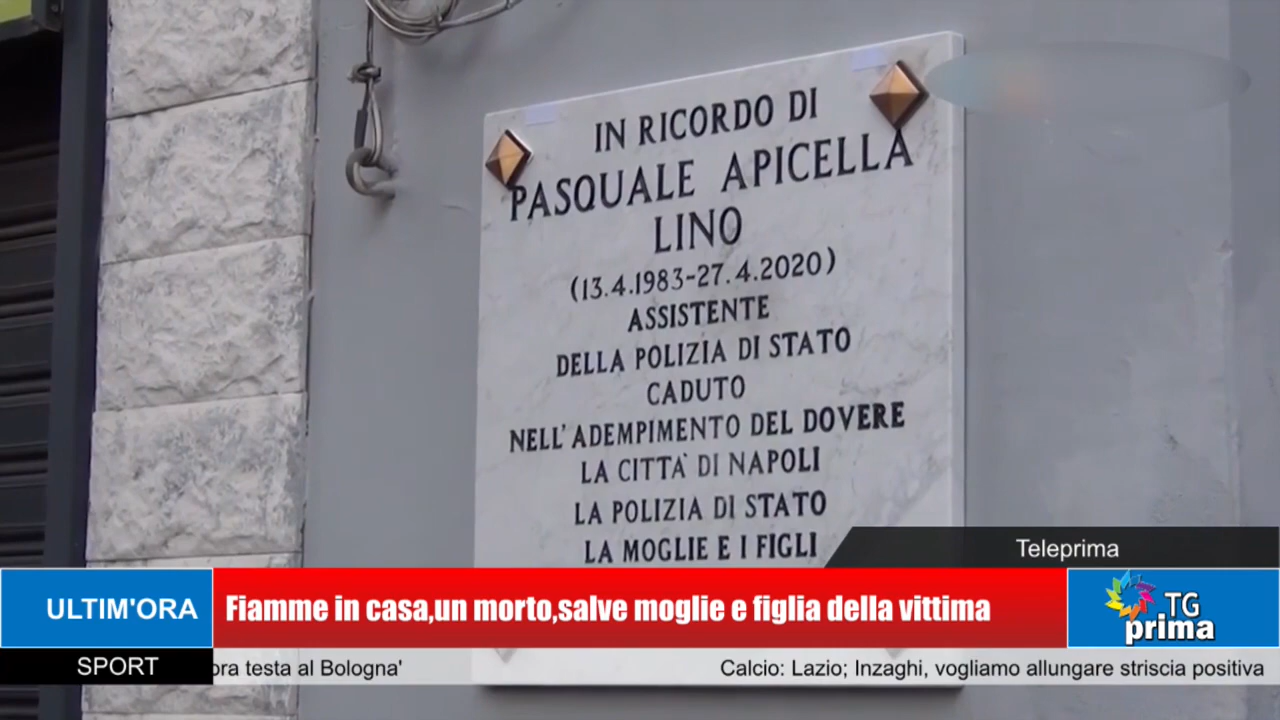 IN RICORDO DI
PASQUALE APICELLA
LINO
(13.4.1983-27.4.2020)
ASSISTENTE
DELLA POLIZIA DI STATO
CADUTO
NELL'ADEMPIMENTO DEL DOVERE
LA CITTÀ DI NAPOLI
LA POLIZIA DI STATO
LA MOGLIE E I FIGLI
Teleprima
ULTIM'ORA
Fiamme in casa,un morto,salve moglie e figlia della vittima
TG
prima
SPORT
ora testa al Bologna'
Calcio: Lazio; Inzaghi, vogliamo allungare striscia positiva